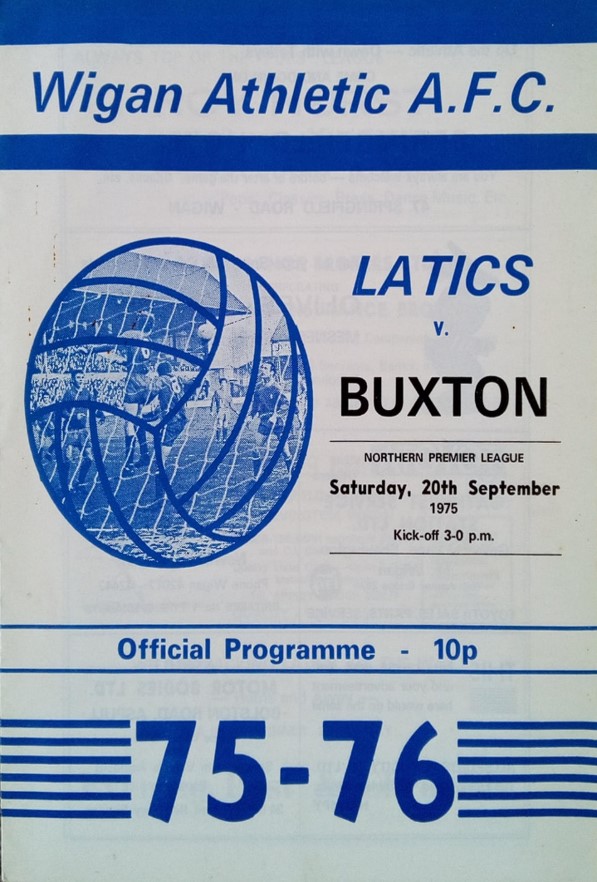 Wigan Athletic A.F.C.
LATICS
v.
BUXTON
NORTHERN PREMIER LEAGUE
Saturday, 20th September
1975
Kick-off 3-0 p.m.
Official Programme - 10p
75-76